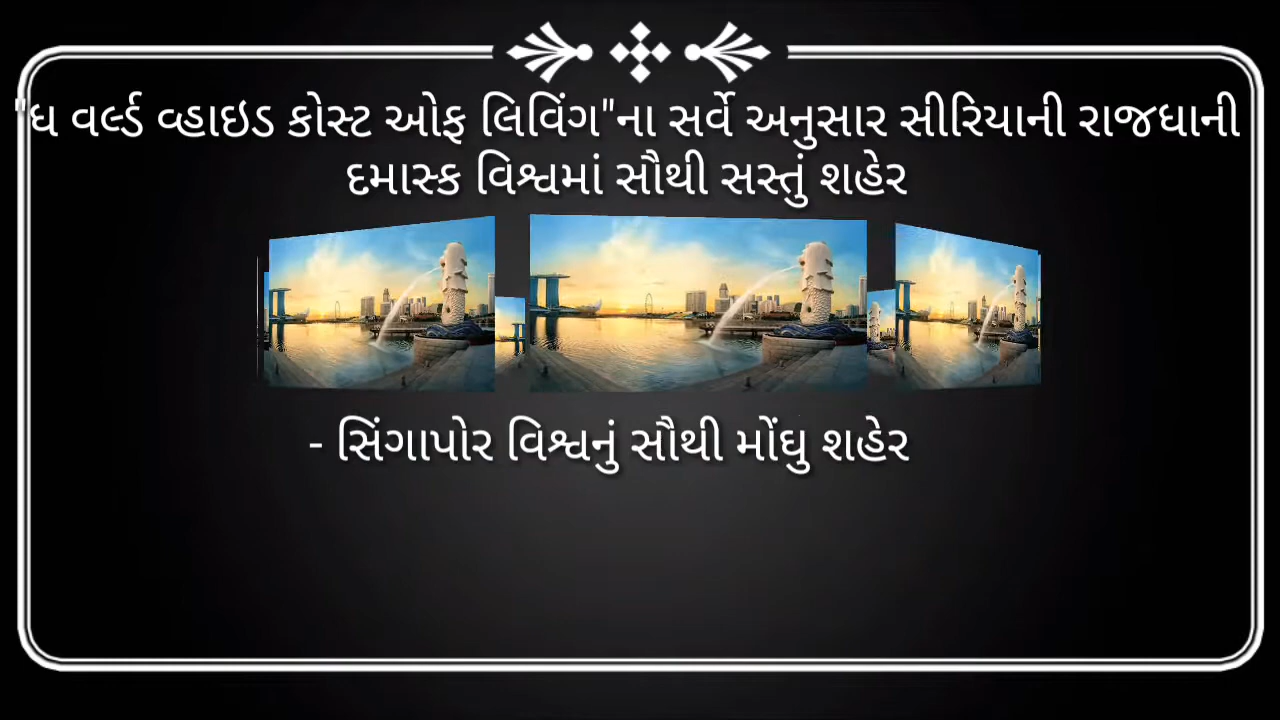 "ધ વર્લ્ડ વ્હાઇડ કોસ્ટ ઓફ લિવિંગ"ના સર્વે અનુસાર સીરિયાની રાજધાની
દમાસ્ક વિશ્વમાં સૌથી સસ્તું શહેર
- સિંગાપોર વિશ્વનું સૌથી મોંઘુ શહેર